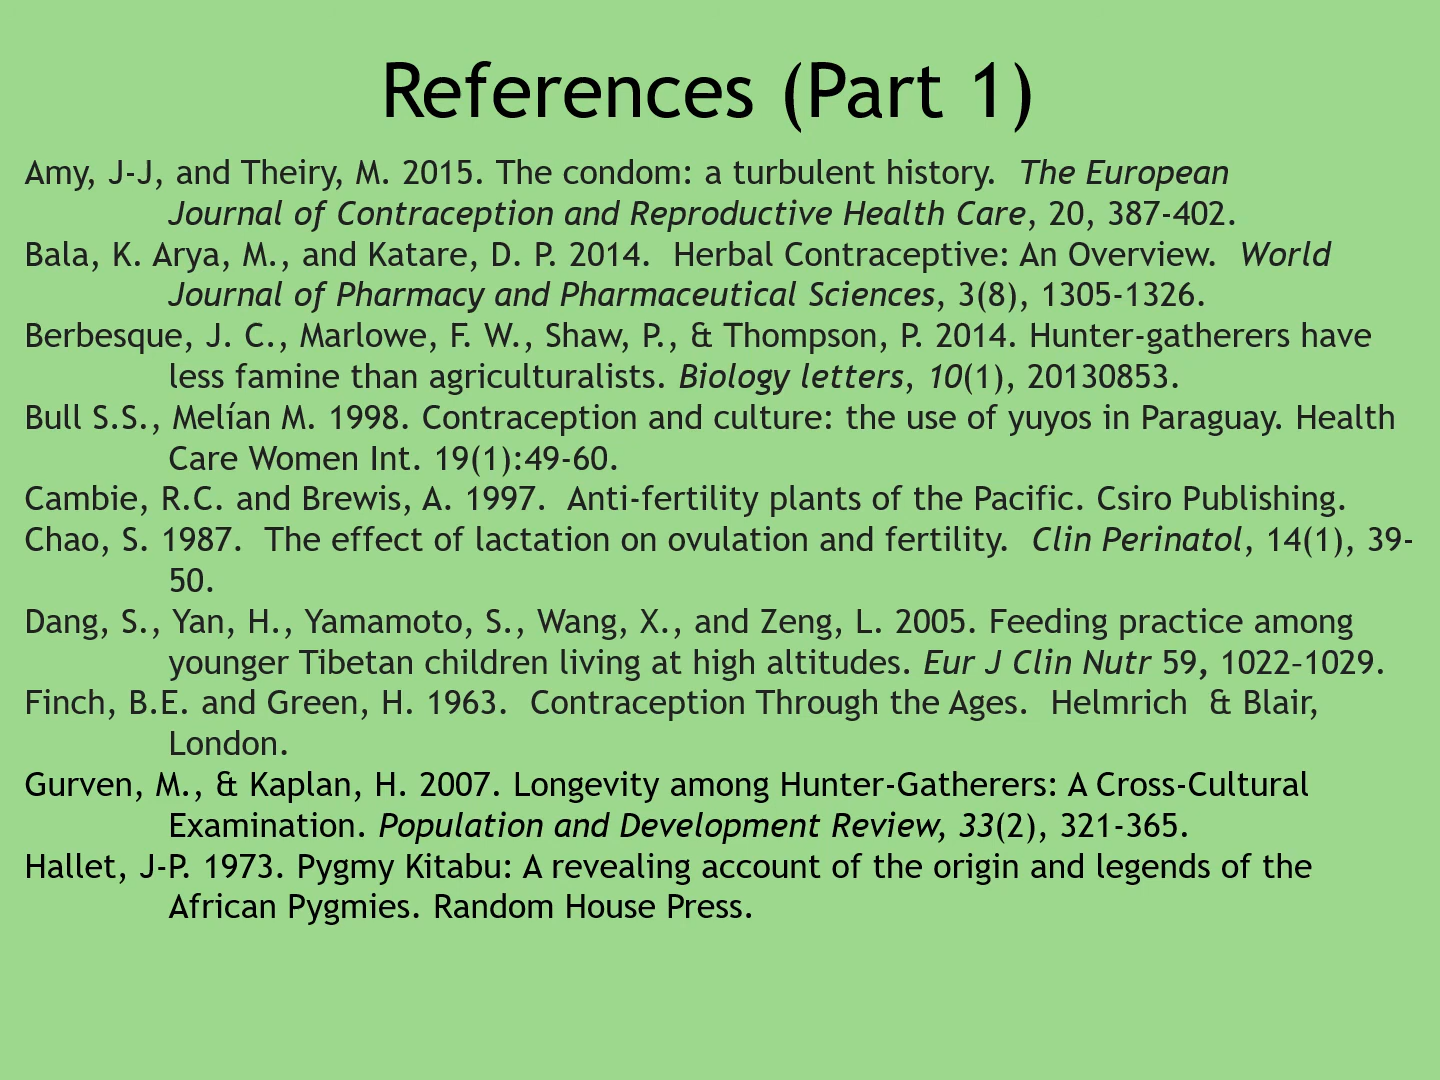 References (Part 1)
Amy, J-J, and Theiry, M. 2015. The condom: a turbulent history.  The European
Journal of Contraception and Reproductive Health Care, 20, 387-402.
Bala, K. Arya, M., and Katare, D. P. 2014.  Herbal Contraceptive: An Overview.  World
Journal of Pharmacy and Pharmaceutical Sciences, 3(8), 1305-1326.
Berbesque, J. C., Marlowe, F. W., Shaw, P., & Thompson, P. 2014. Hunter-gatherers have
less famine than agriculturalists. Biology letters, 10(1), 20130853.
Bull S.S., Melían M. 1998. Contraception and culture: the use of yuyos in Paraguay. Health
Care Women Int. 19(1):49-60.
Cambie, R.C. and Brewis, A. 1997.  Anti-fertility plants of the Pacific. Csiro Publishing.
Chao, S. 1987.  The effect of lactation on ovulation and fertility.  Clin Perinatol, 14(1), 39-
50.
Dang, S., Yan, H., Yamamoto, S., Wang, X., and Zeng, L. 2005. Feeding practice among
younger Tibetan children living at high altitudes. Eur J Clin Nutr 59, 1022–1029.
Finch, B.E. and Green, H. 1963.  Contraception Through the Ages.  Helmrich  & Blair,
London.
Gurven, M., & Kaplan, H. 2007. Longevity among Hunter-Gatherers: A Cross-Cultural
Examination. Population and Development Review, 33(2), 321-365.
Hallet, J-P. 1973. Pygmy Kitabu: A revealing account of the origin and legends of the
African Pygmies. Random House Press.